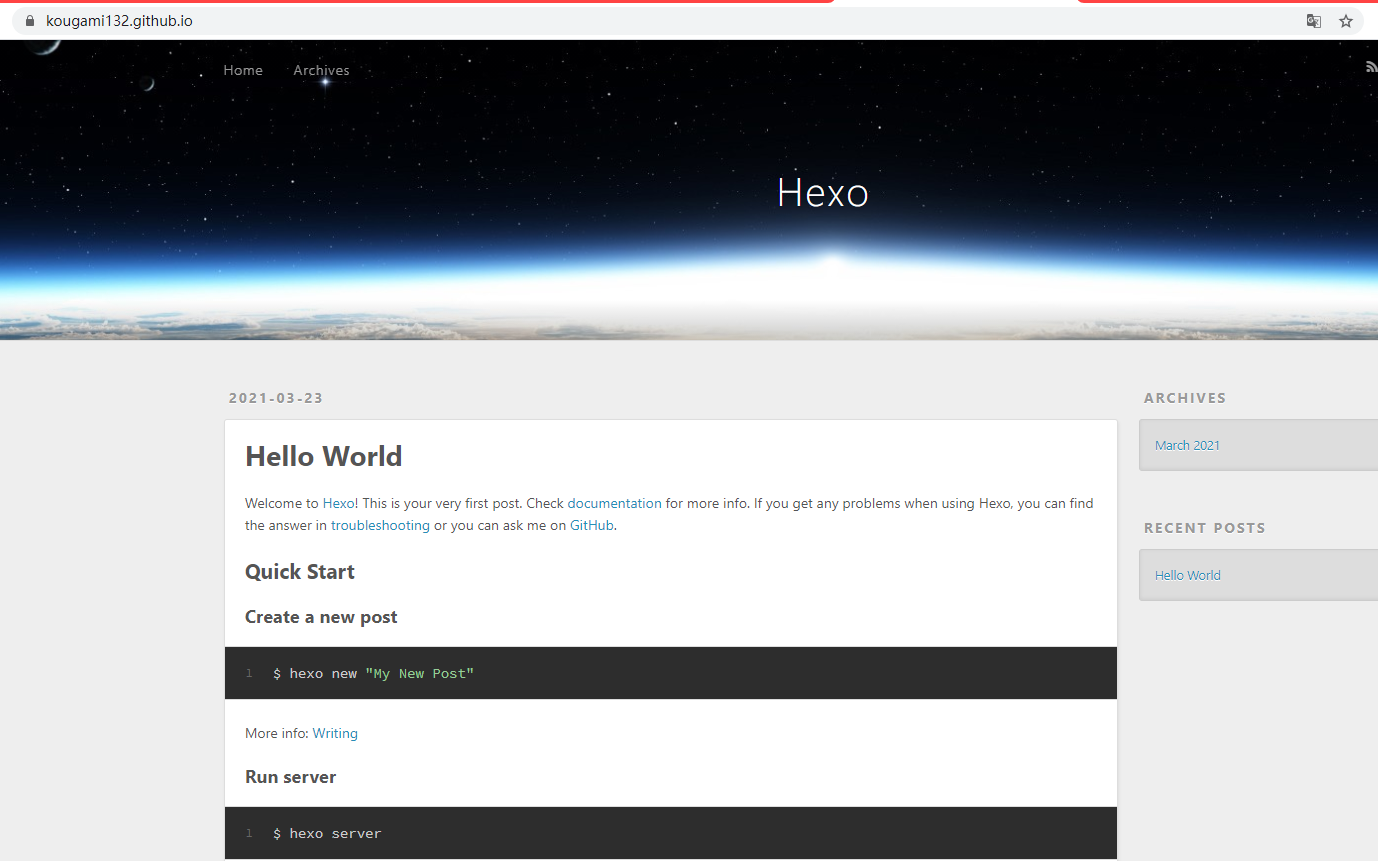 kougami132.github.io
Home Archives
Hexo
2021-03-23
Hello World
Welcome to Hexo! This is your very first post. Check documentation for more info. If you get any problems when using Hexo, you can find
the answer in troubleshooting or you can ask me on GitHub.
Quick Start
Create a new post
1 $ hexo new "My New Post"
More info: Writing
Run server
1 $ hexo server
ARCHIVES
March 2021
RECENT POSTS
Hello World